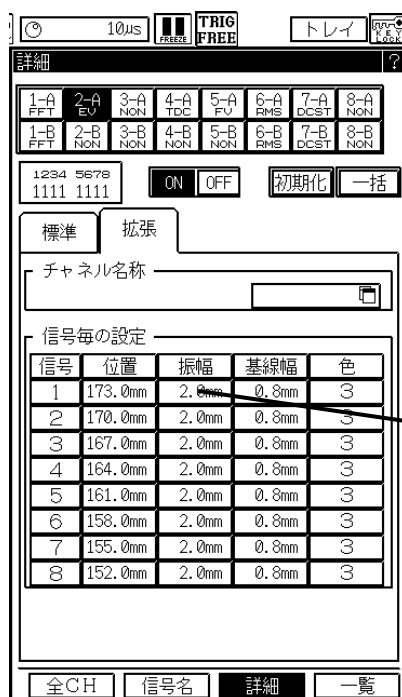 10µs FREEZE TRIG FREE トレイ KEY LOCK
詳細 ?
1-A FFT 2-A EV 3-A NON 4-A TDC 5-A FV 6-A RMS 7-A DCST 8-A NON
1-B FFT 2-B NON 3-B NON 4-B NON 5-B NON 6-B RMS 7-B DCST 8-B NON
1234 5678
1111 1111
ON OFF 初期化 一括
標準 拡張
チャネル名称
信号毎の設定
信号 位置 振幅 基線幅 色
1 173.0mm 2.0mm 0.8mm 3
2 170.0mm 2.0mm 0.8mm 3
3 167.0mm 2.0mm 0.8mm 3
4 164.0mm 2.0mm 0.8mm 3
5 161.0mm 2.0mm 0.8mm 3
6 158.0mm 2.0mm 0.8mm 3
7 155.0mm 2.0mm 0.8mm 3
8 152.0mm 2.0mm 0.8mm 3
全CH 信号名 詳細 一覧